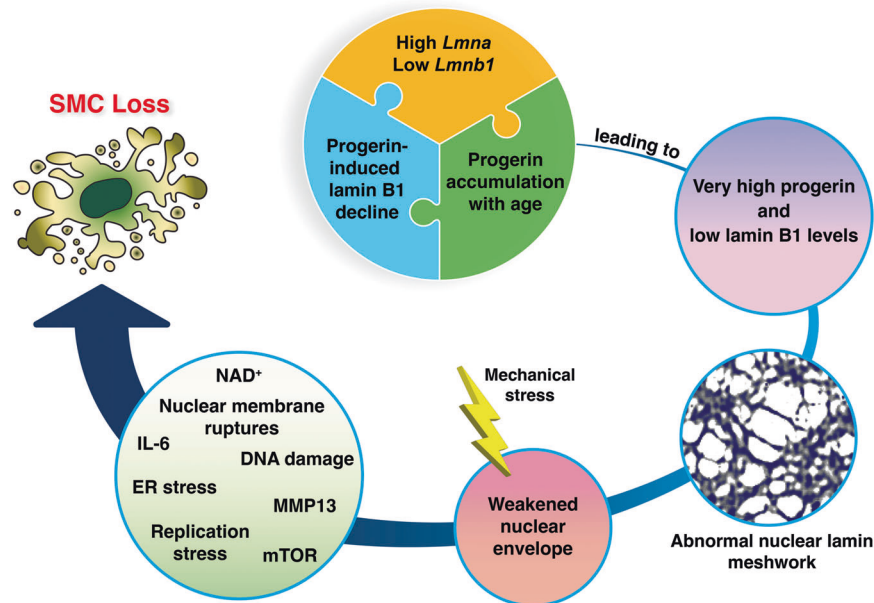 High Lmna
Low Lmnb1
Progerin-
induced
lamin B1
decline
Progerin
accumulation
with age
leading to
Very high progerin
and
low lamin B1 levels
Abnormal nuclear lamin
meshwork
Mechanical
stress
Weakened
nuclear
envelope
NAD⁺
Nuclear membrane
ruptures
IL-6
DNA damage
ER stress
MMP13
Replication
stress
mTOR
SMC Loss